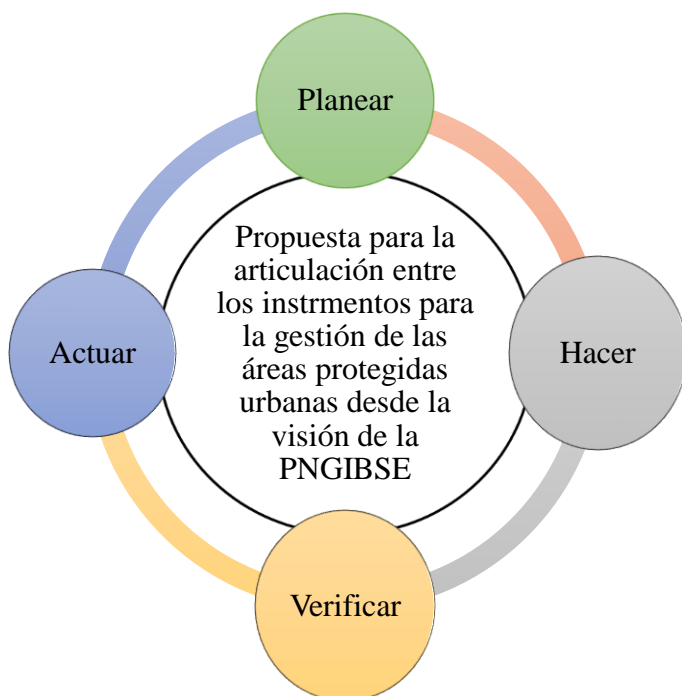 Planear
Propuesta para la
articulación entre
los instrmentos para
la gestión de las
áreas protegidas
urbanas desde la
visión de la
PNGIBSE
Actuar
Hacer
Verificar